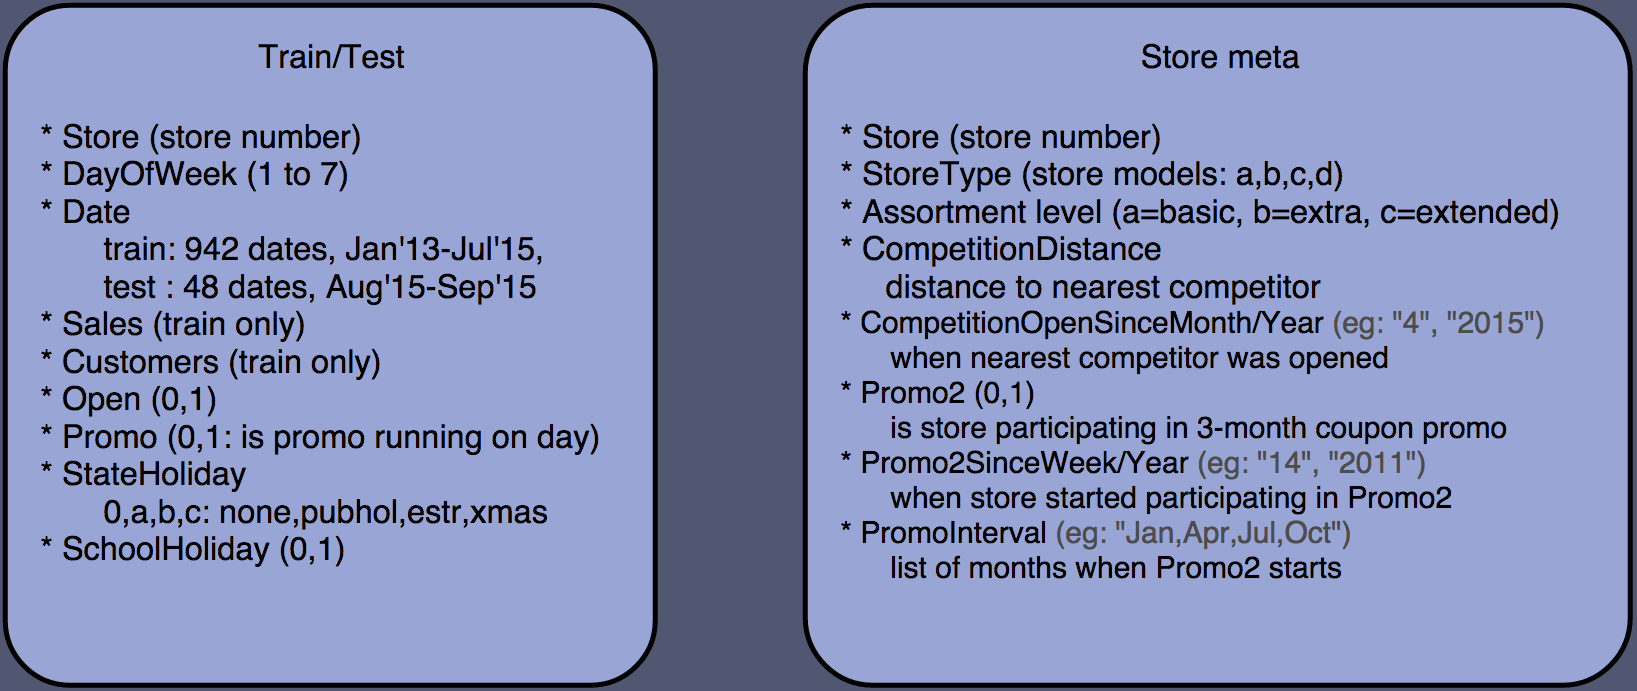 Train/Test
* Store (store number)
* DayOfWeek (1 to 7)
* Date
train: 942 dates, Jan'13-Jul'15,
test : 48 dates, Aug'15-Sep'15
* Sales (train only)
* Customers (train only)
* Open (0,1)
* Promo (0,1: is promo running on day)
* StateHoliday
0,a,b,c: none,pubhol,estr,xmas
* SchoolHoliday (0,1)
Store meta
* Store (store number)
* StoreType (store models: a,b,c,d)
* Assortment level (a=basic, b=extra, c=extended)
* CompetitionDistance
distance to nearest competitor
* CompetitionOpenSinceMonth/Year (eg: "4", "2015")
when nearest competitor was opened
* Promo2 (0,1)
is store participating in 3-month coupon promo
* Promo2SinceWeek/Year (eg: "14", "2011")
when store started participating in Promo2
* PromoInterval (eg: "Jan,Apr,Jul,Oct")
list of months when Promo2 starts